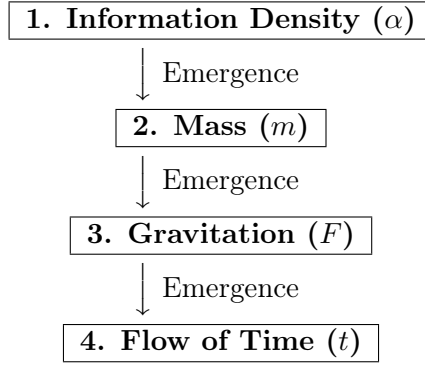 1. Information Density (α)
Emergence
2. Mass (m)
Emergence
3. Gravitation (F)
Emergence
4. Flow of Time (t)